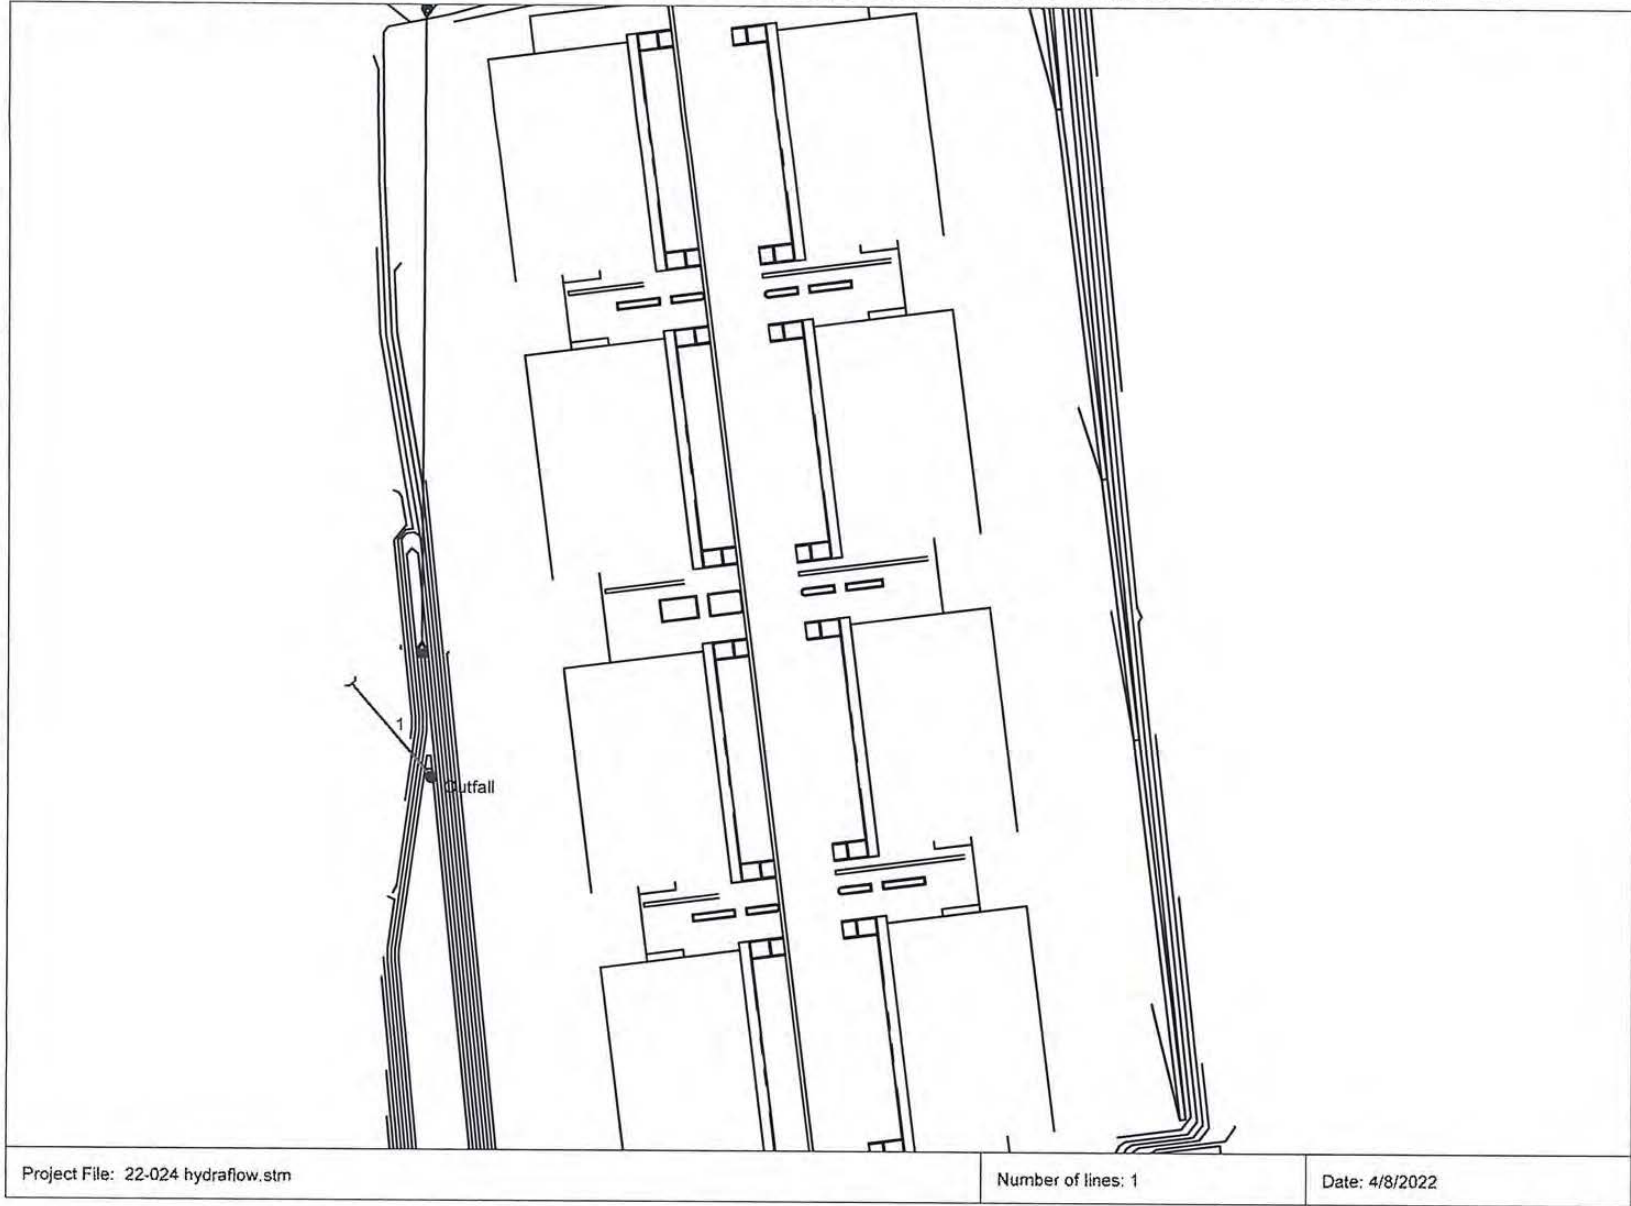 1
Outfall
Project File: 22-024 hydraflow.stm
Number of lines: 1
Date: 4/8/2022